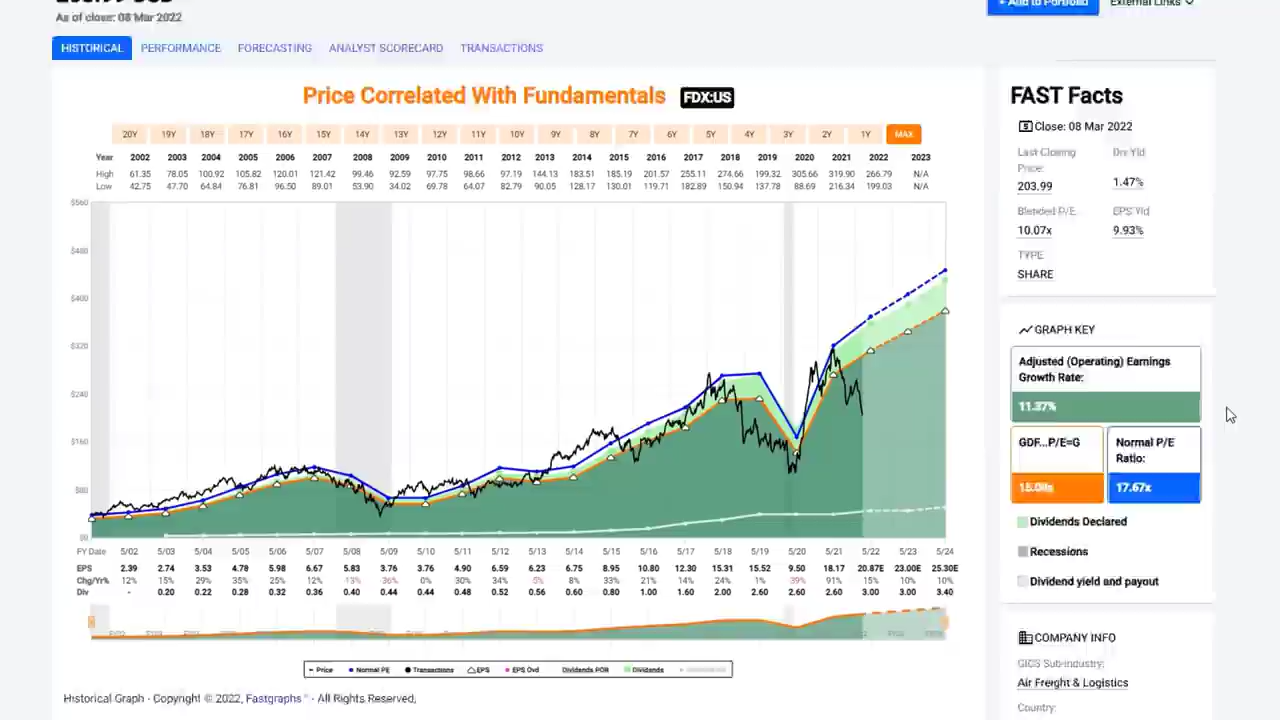 As of close: 08 Mar 2022
+ Add to Portfolio
External Links
HISTORICAL PERFORMANCE FORECASTING ANALYST SCORECARD TRANSACTIONS
Price Correlated With Fundamentals FDX:US
20Y 19Y 18Y 17Y 16Y 15Y 14Y 13Y 12Y 11Y 10Y 9Y 8Y 7Y 6Y 5Y 4Y 3Y 2Y 1Y MAX
Year 2002 2003 2004 2005 2006 2007 2008 2009 2010 2011 2012 2013 2014 2015 2016 2017 2018 2019 2020 2021 2022 2023
High 61.35 78.05 100.92 105.82 120.01 121.42 99.46 92.59 97.75 98.66 97.19 144.13 183.51 185.19 201.57 255.11 274.66 199.32 305.66 319.90 266.79 N/A
Low 42.75 47.70 64.84 76.81 96.50 89.01 53.90 34.02 69.78 64.07 82.79 90.05 128.17 130.01 119.71 182.89 150.94 137.78 88.69 216.34 199.03 N/A
$560
$480
$400
$320
$240
$160
$80
$0
FY Date 5/02 5/03 5/04 5/05 5/06 5/07 5/08 5/09 5/10 5/11 5/12 5/13 5/14 5/15 5/16 5/17 5/18 5/19 5/20 5/21 5/22 5/23 5/24
EPS 2.39 2.74 3.53 4.78 5.98 6.67 5.83 3.76 3.76 4.90 6.59 6.23 6.75 8.95 10.80 12.30 15.31 15.52 9.50 18.17 20.87E 23.00E 25.30E
Chg/Yr% 12% 15% 29% 35% 25% 12% 13% 36% 0% 30% 34% 5% 8% 33% 21% 14% 24% 1% 39% 91% 15% 10% 10%
Div - 0.20 0.22 0.28 0.32 0.36 0.40 0.44 0.44 0.48 0.52 0.56 0.60 0.80 1.00 1.60 2.00 2.60 2.60 2.60 3.00 3.00 3.40
Price Normal PE Transactions EPS EPS Ovd Dividends POR Dividends
Historical Graph - Copyright © 2022, Fastgraphs™ - All Rights Reserved,
FAST Facts
Close: 08 Mar 2022
Last Closing Price: Div Yld
203.99 1.47%
Blended P/E EPS Yld
10.07x 9.93%
TYPE
SHARE
GRAPH KEY
Adjusted (Operating) Earnings
Growth Rate:
11.37%
GDF...P/E=G Normal P/E
Ratio:
15.00x 17.67x
Dividends Declared
Recessions
Dividend yield and payout
COMPANY INFO
GICS Sub-industry:
Air Freight & Logistics
Country: